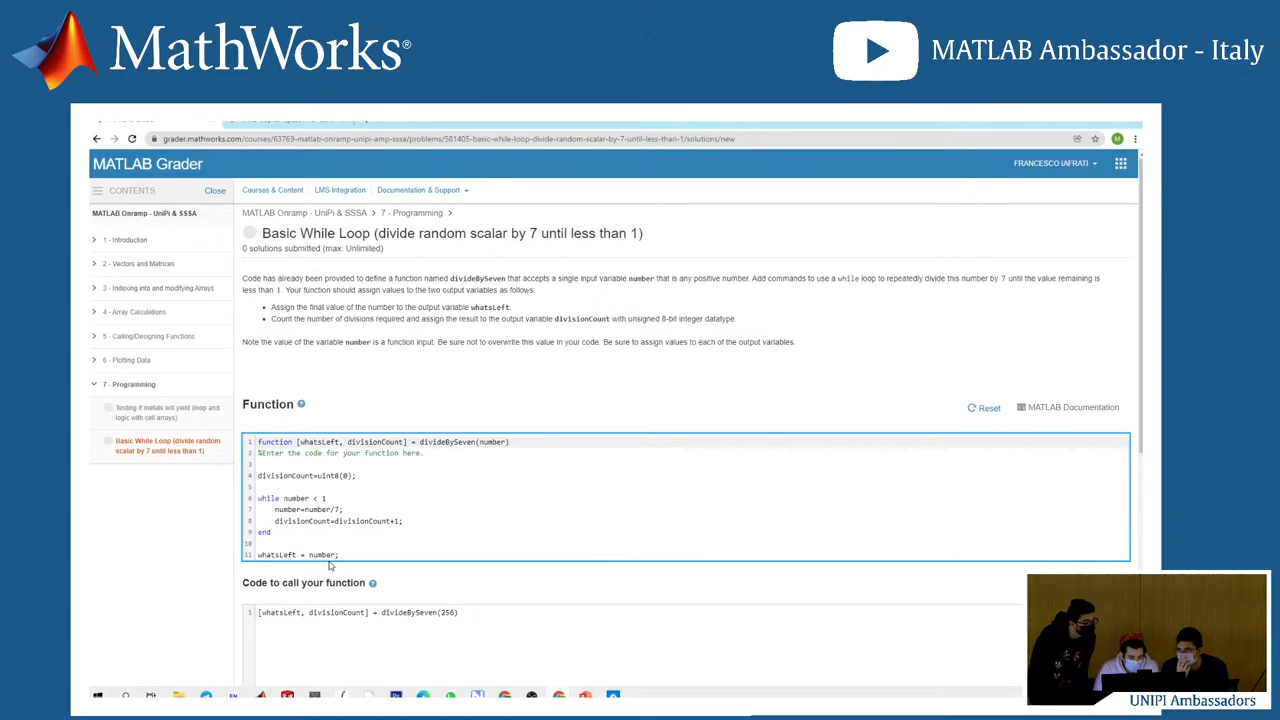 MathWorks®
MATLAB Ambassador - Italy
grader.mathworks.com/courses/63769-matlab-onramp-unipi-amp-sssa/problems/581405-basic-while-loop-divide-random-scalar-by-7-until-less-than-1/solutions/new
M
MATLAB Grader
FRANCESCO IAFRATI
CONTENTS
Close
Courses & Content
LMS Integration
Documentation & Support
MATLAB Onramp - UniPi & SSSA
1 - Introduction
2 - Vectors and Matrices
3 - Indexing into and modifying Arrays
4 - Array Calculations
5 - Calling/Designing Functions
6 - Plotting Data
7 - Programming
Testing if metals will yield (loop and
logic with cell arrays)
Basic While Loop (divide random
scalar by 7 until less than 1)
MATLAB Onramp - UniPi & SSSA > 7 - Programming >
Basic While Loop (divide random scalar by 7 until less than 1)
0 solutions submitted (max: Unlimited)
Code has already been provided to define a function named divideBySeven that accepts a single input variable number that is any positive number. Add commands to use a while loop to repeatedly divide this number by 7 until the value remaining is
less than 1. Your function should assign values to the two output variables as follows:
• Assign the final value of the number to the output variable whatsLeft.
• Count the number of divisions required and assign the result to the output variable divisionCount with unsigned 8-bit integer datatype.
Note the value of the variable number is a function input. Be sure not to overwrite this value in your code. Be sure to assign values to each of the output variables.
Function ?
Reset
MATLAB Documentation
1 function [whatsLeft, divisionCount] = divideBySeven(number)
2 %Enter the code for your function here.
3
4 divisionCount=uint8(0);
5
6 while number < 1
7 number=number/7;
8 divisionCount=divisionCount+1;
9 end
10
11 whatsLeft = number;
Code to call your function ?
1 [whatsLeft, divisionCount] = divideBySeven(256)
EN
UNIPI Ambassadors